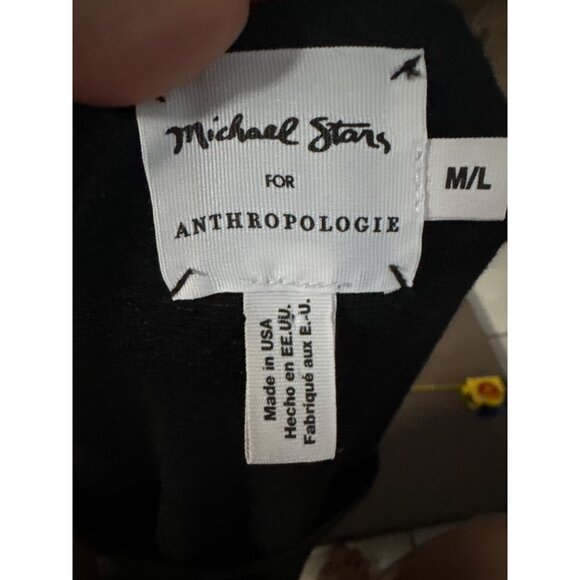 Michael Stars
FOR
ANTHROPOLOGIE
M/L
Made in USA
Hecho en EE.UU.
Fabriqué aux E.-U.